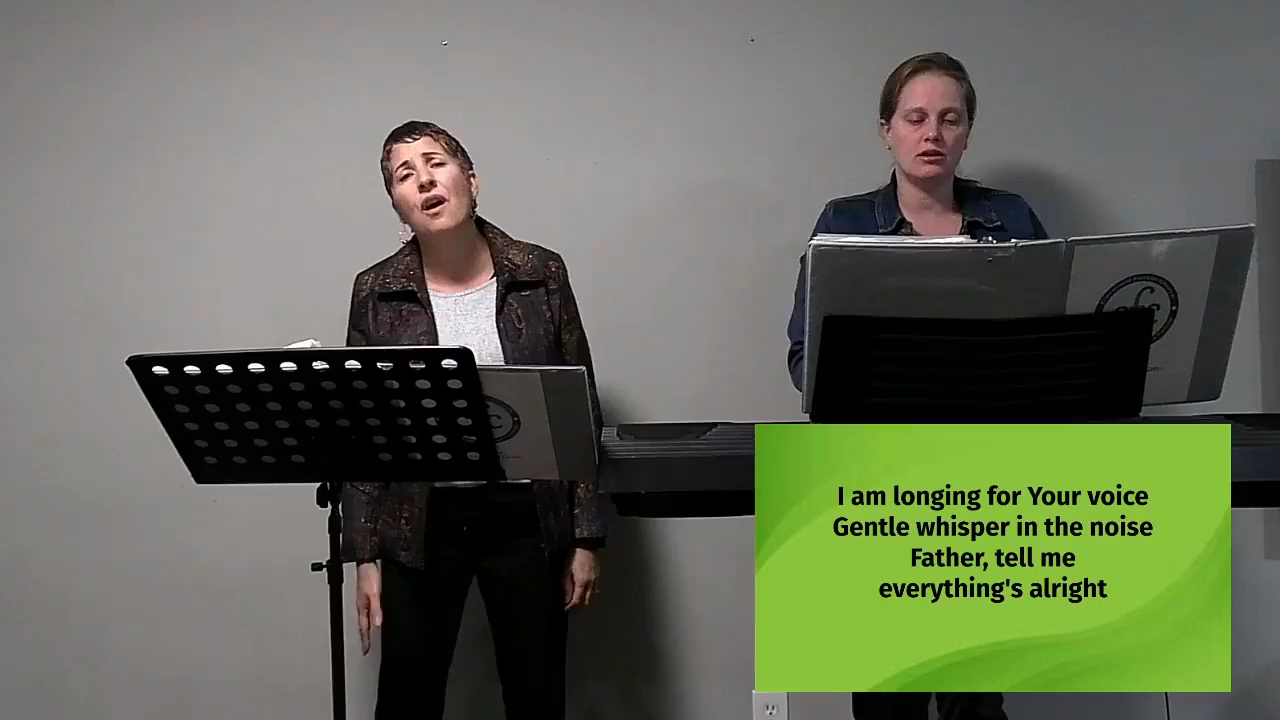 I am longing for Your voice
Gentle whisper in the noise
Father, tell me
everything's alright